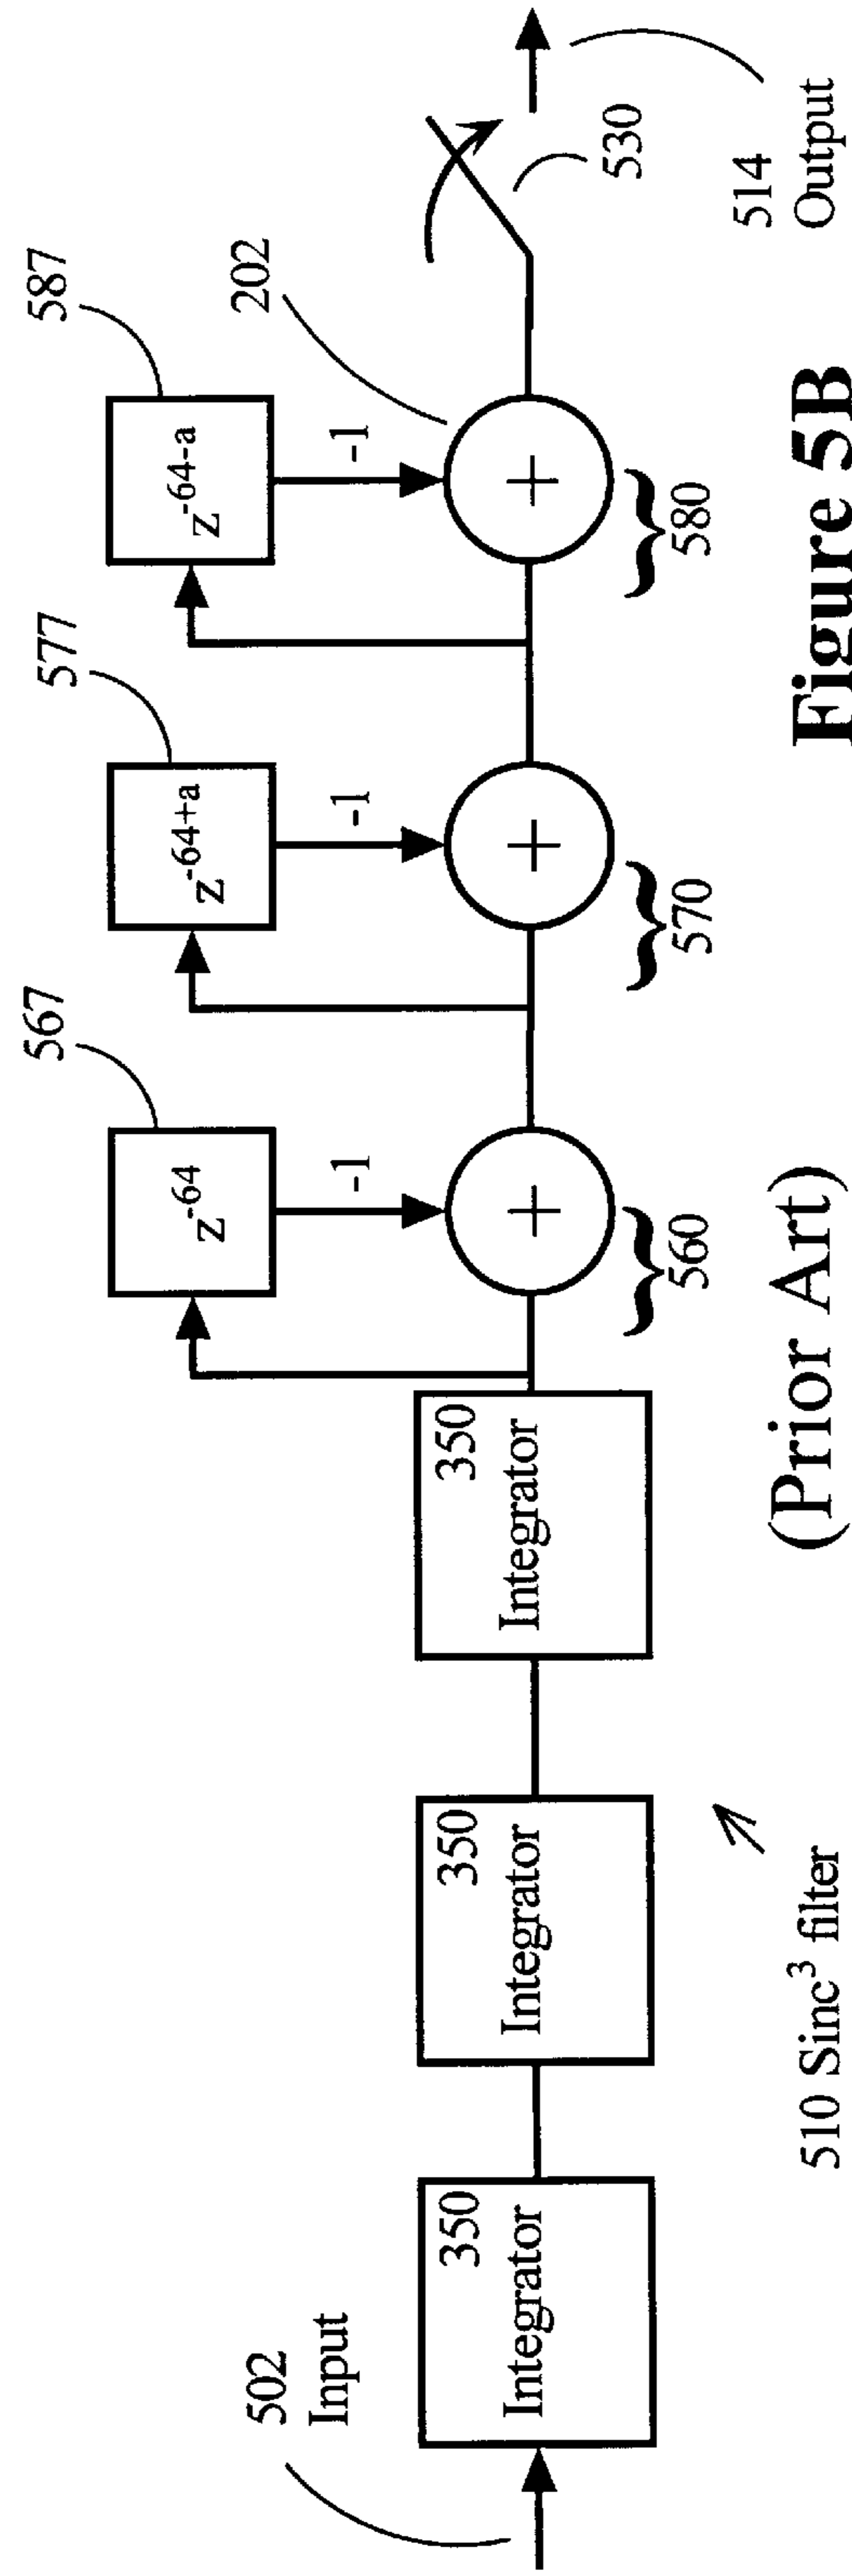 567
577
587
202
z^-64
z^-64+a
z^-64-a
-1
-1
-1
502
Input
350
Integrator
350
Integrator
350
Integrator
+
+
+
560
570
580
530
514
Output
510 Sinc³ filter
(Prior Art)
Figure 5B